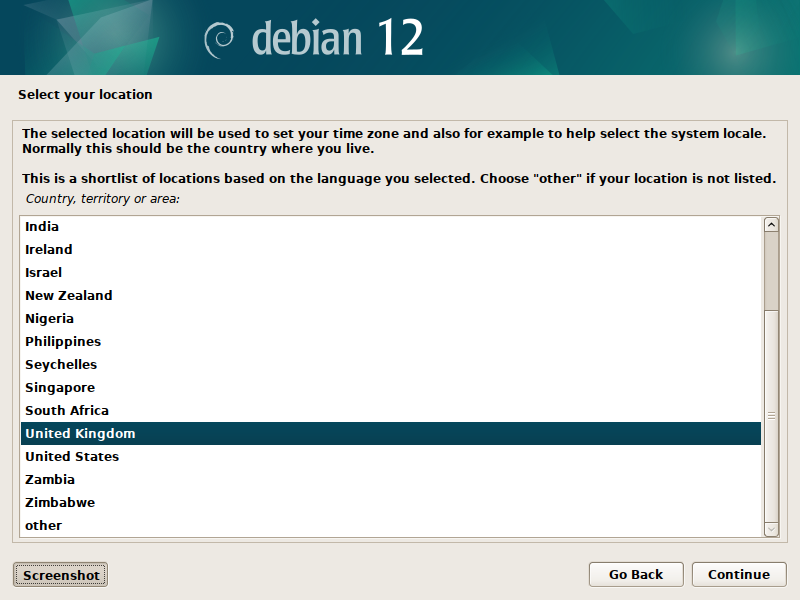 debian 12
Select your location
The selected location will be used to set your time zone and also for example to help select the system locale.
Normally this should be the country where you live.
This is a shortlist of locations based on the language you selected. Choose "other" if your location is not listed.
Country, territory or area:
India
Ireland
Israel
New Zealand
Nigeria
Philippines
Seychelles
Singapore
South Africa
United Kingdom
United States
Zambia
Zimbabwe
other
Screenshot
Go Back
Continue